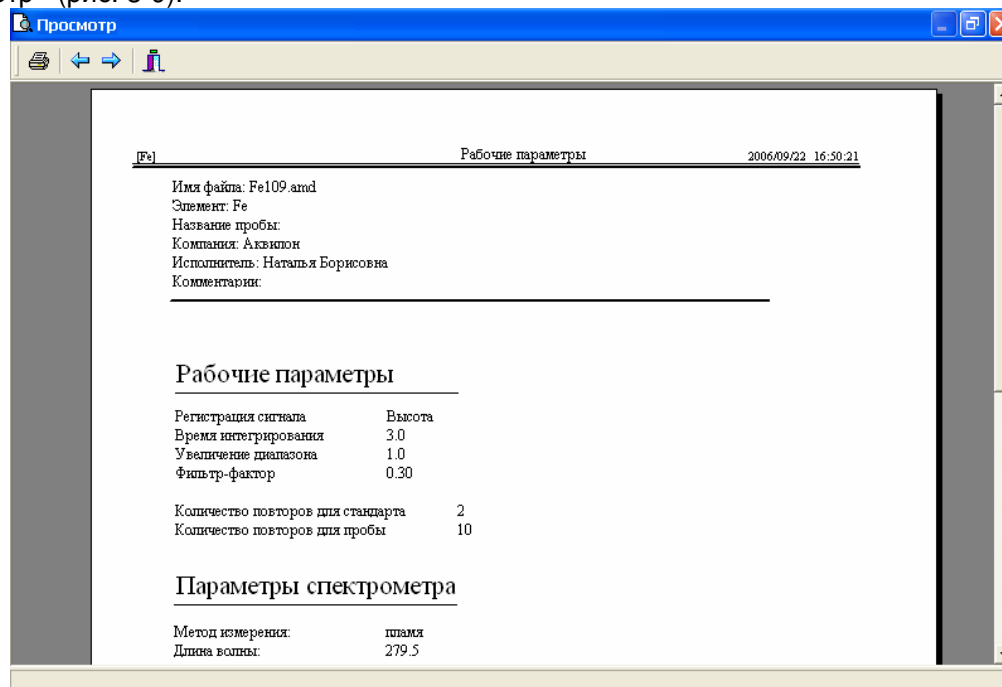 (рис. 3-6).
Просмотр
[Fe] Рабочие параметры 2006/09/22 16:50:21
Имя файла: Fe109.amd
Элемент: Fe
Название пробы:
Компания: Аквилон
Исполнитель: Наталья Борисовна
Комментарии:
Рабочие параметры
Регистрация сигнала Высота
Время интегрирования 3.0
Увеличение диапазона 1.0
Фильтр-фактор 0.30
Количество повторов для стандарта 2
Количество повторов для пробы 10
Параметры спектрометра
Метод измерения: пламя
Длина волны: 279.5